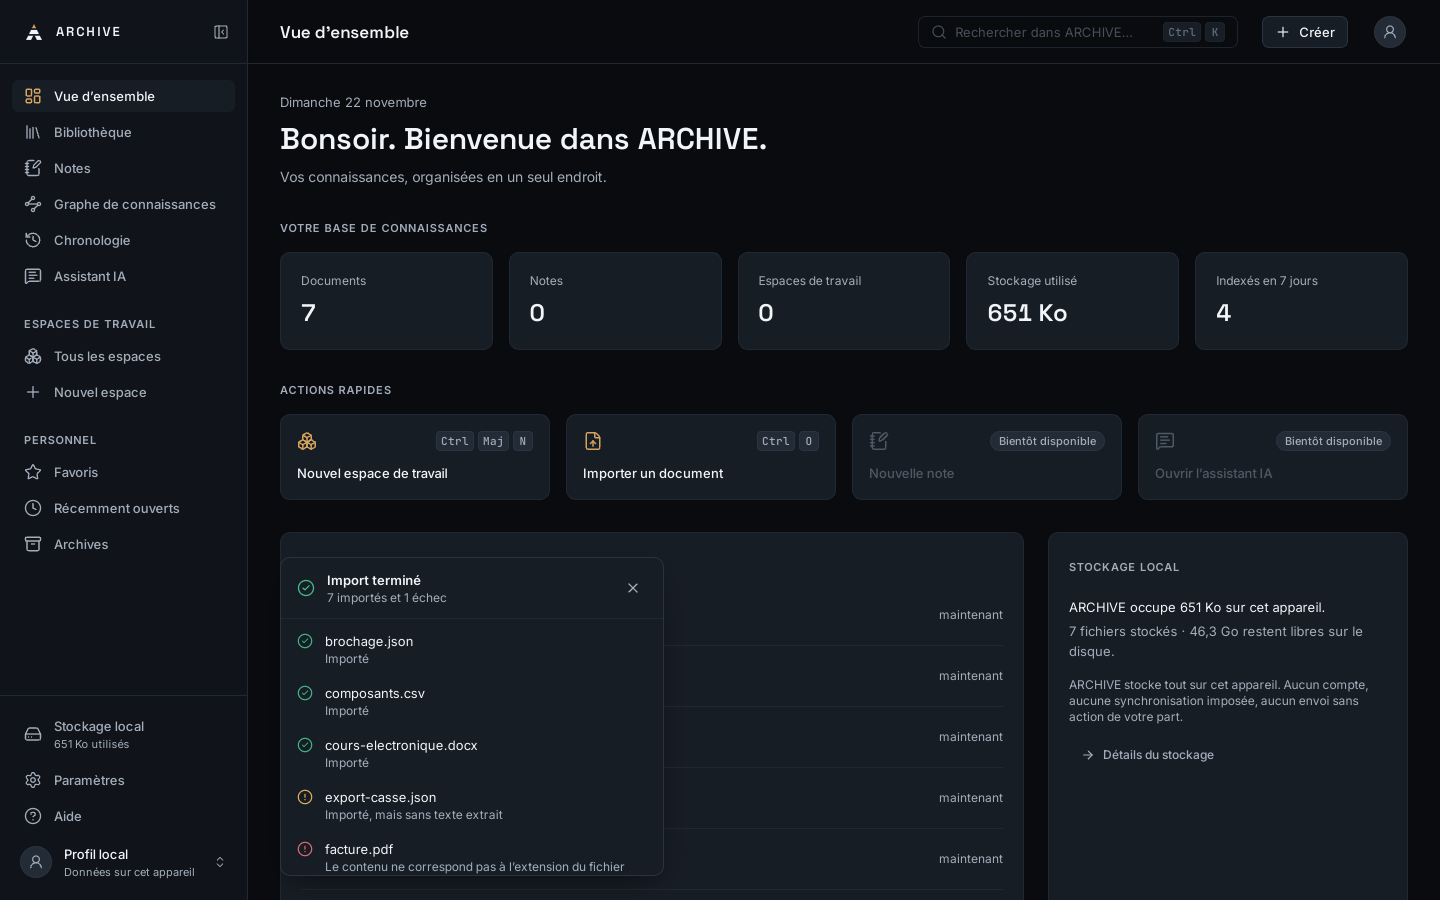 ARCHIVE
Vue d'ensemble
Rechercher dans ARCHIVE...
Ctrl K
Créer
Vue d'ensemble
Bibliothèque
Notes
Graphe de connaissances
Chronologie
Assistant IA
ESPACES DE TRAVAIL
Tous les espaces
Nouvel espace
PERSONNEL
Favoris
Récemment ouverts
Archives
Stockage local
651 Ko utilisés
Paramètres
Aide
Profil local
Données sur cet appareil
Dimanche 22 novembre
Bonsoir. Bienvenue dans ARCHIVE.
Vos connaissances, organisées en un seul endroit.
VOTRE BASE DE CONNAISSANCES
Documents
7
Notes
0
Espaces de travail
0
Stockage utilisé
651 Ko
Indexés en 7 jours
4
ACTIONS RAPIDES
Ctrl Maj N
Nouvel espace de travail
Ctrl O
Importer un document
Bientôt disponible
Nouvelle note
Bientôt disponible
Ouvrir l'assistant IA
Import terminé
7 importés et 1 échec
brochage.json
Importé
composants.csv
Importé
cours-electronique.docx
Importé
export-casse.json
Importé, mais sans texte extrait
facture.pdf
Le contenu ne correspond pas à l'extension du fichier
maintenant
maintenant
maintenant
maintenant
maintenant
STOCKAGE LOCAL
ARCHIVE occupe 651 Ko sur cet appareil.
7 fichiers stockés · 46,3 Go restent libres sur le
disque.
ARCHIVE stocke tout sur cet appareil. Aucun compte,
aucune synchronisation imposée, aucun envoi sans
action de votre part.
Détails du stockage